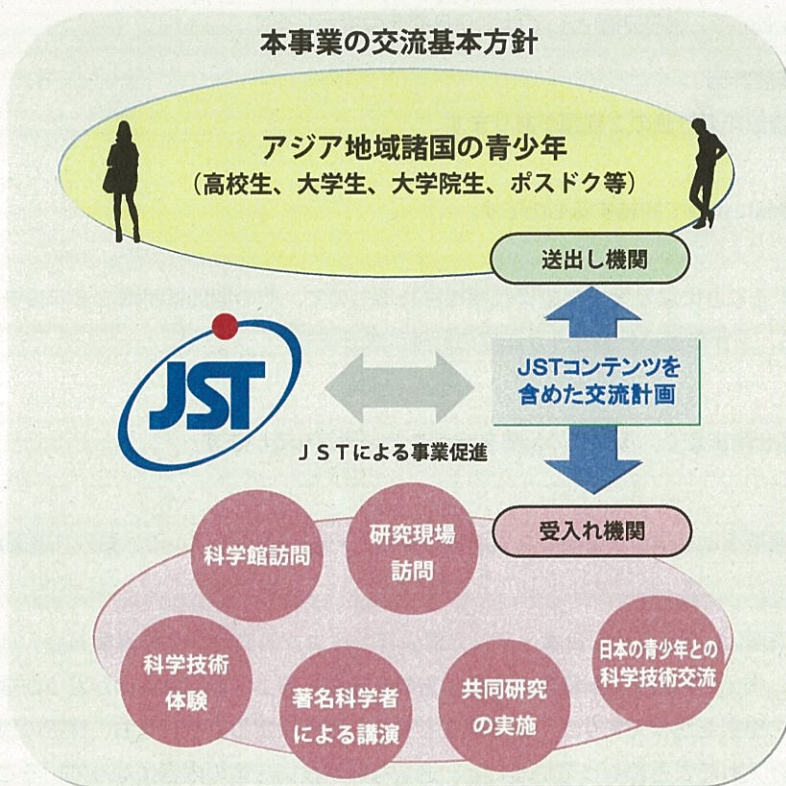 本事業の交流基本方針
アジア地域諸国の青少年
（高校生、大学生、大学院生、ポスドク等）
送出し機関
JST
JSTコンテンツを
含めた交流計画
ＪＳＴによる事業促進
受入れ機関
科学館訪問
研究現場
訪問
科学技術
体験
著名科学者
による講演
共同研究
の実施
日本の青少年との
科学技術交流